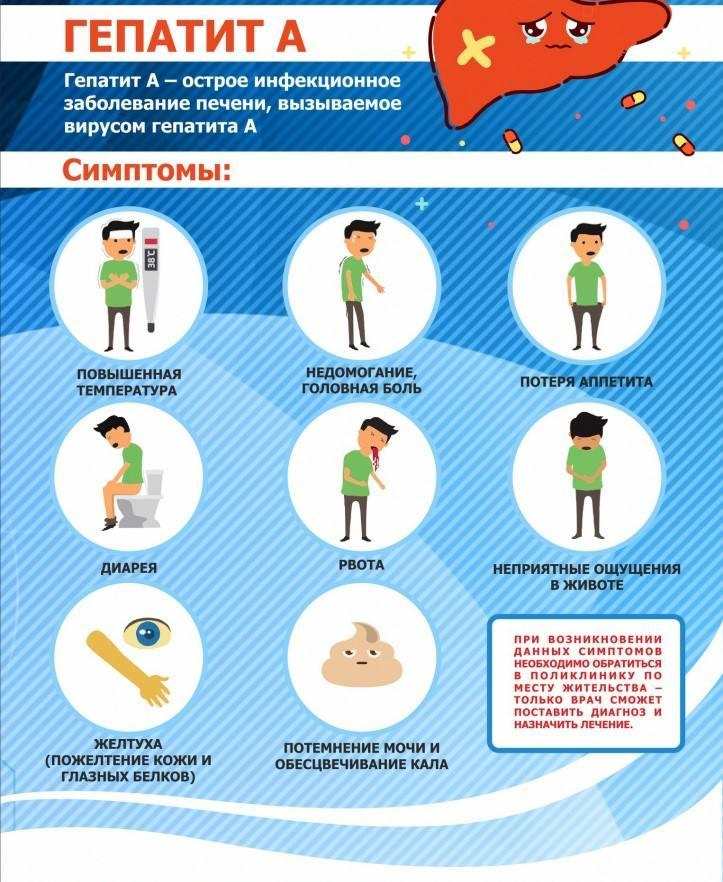 ГЕПАТИТ А
Гепатит А – острое инфекционное
заболевание печени, вызываемое
вирусом гепатита А
Симптомы:
38°C
ПОВЫШЕННАЯ
ТЕМПЕРАТУРА
НЕДОМОГАНИЕ,
ГОЛОВНАЯ БОЛЬ
ПОТЕРЯ АППЕТИТА
ДИАРЕЯ
РВОТА
НЕПРИЯТНЫЕ ОЩУЩЕНИЯ
В ЖИВОТЕ
ЖЕЛТУХА
(ПОЖЕЛТЕНИЕ КОЖИ И
ГЛАЗНЫХ БЕЛКОВ)
ПОТЕМНЕНИЕ МОЧИ И
ОБЕСЦВЕЧИВАНИЕ КАЛА
ПРИ ВОЗНИКНОВЕНИИ
ДАННЫХ СИМПТОМОВ
НЕОБХОДИМО ОБРАТИТЬСЯ
В ПОЛИКЛИНИКУ ПО
МЕСТУ ЖИТЕЛЬСТВА –
ТОЛЬКО ВРАЧ СМОЖЕТ
ПОСТАВИТЬ ДИАГНОЗ И
НАЗНАЧИТЬ ЛЕЧЕНИЕ.